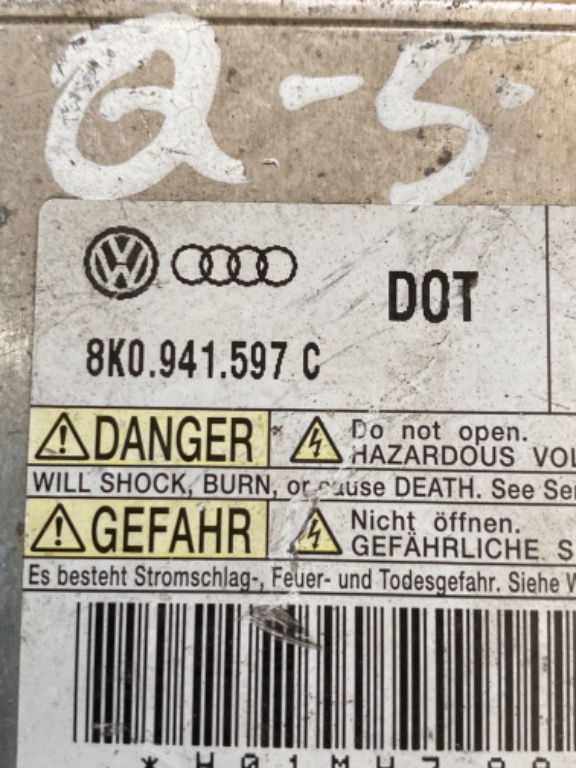 Q-5.
DOT
8K0.941.597 C
DANGER
Do not open.
HAZARDOUS
WILL SHOCK, BURN, or cause DEATH. See
GEFAHR
Nicht öffnen.
GEFÄHRLICHE S
Es besteht Stromschlag-, Feuer- und Todesgefahr. Siehe